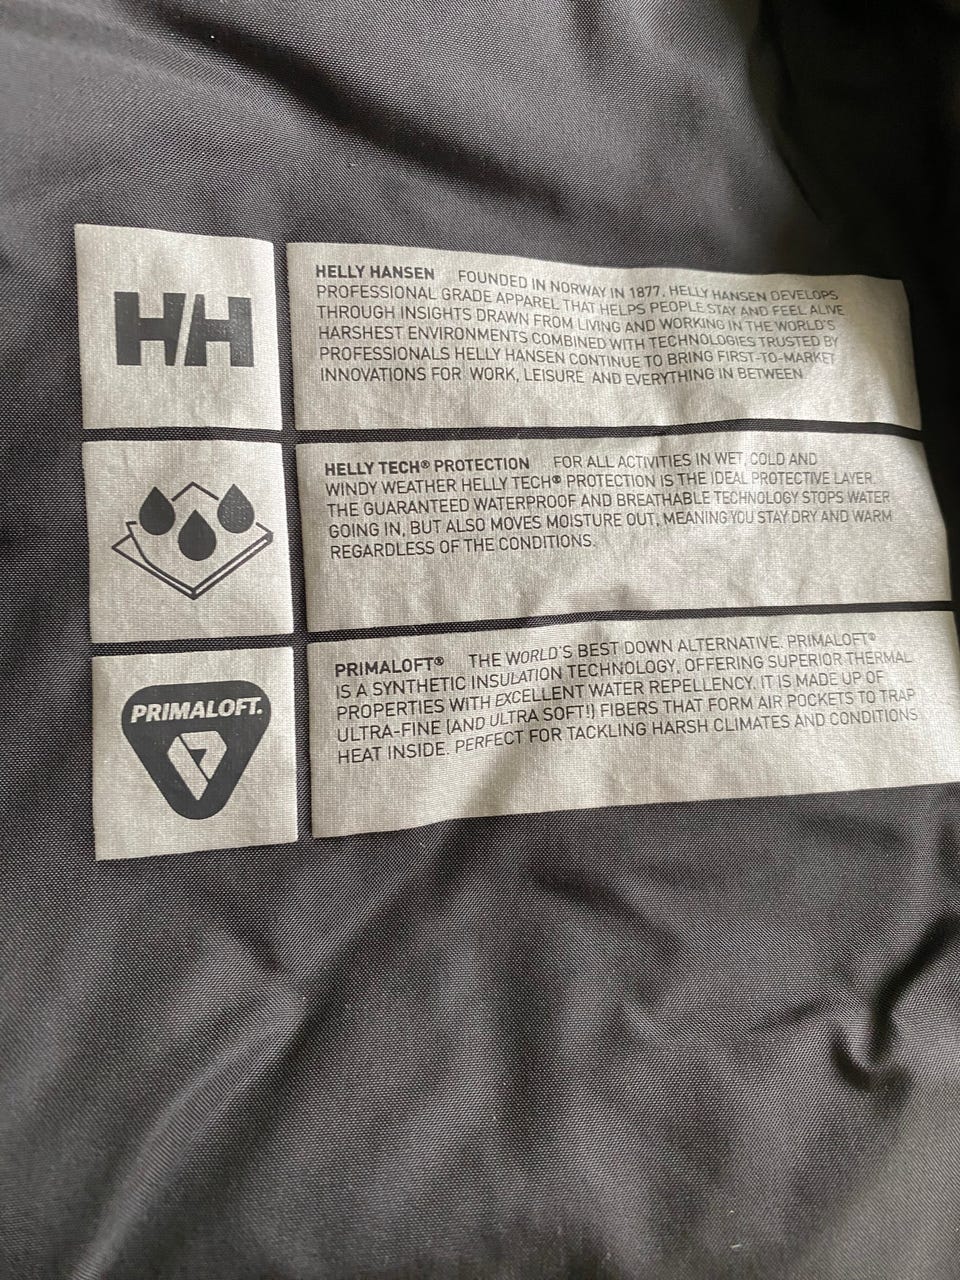 HH
HELLY HANSEN FOUNDED IN NORWAY IN 1877, HELLY HANSEN DEVELOPS
PROFESSIONAL GRADE APPAREL THAT HELPS PEOPLE STAY AND FEEL ALIVE
THROUGH INSIGHTS DRAWN FROM LIVING AND WORKING IN THE WORLD'S
HARSHEST ENVIRONMENTS COMBINED WITH TECHNOLOGIES TRUSTED BY
PROFESSIONALS HELLY HANSEN CONTINUE TO BRING FIRST-TO-MARKET
INNOVATIONS FOR WORK, LEISURE AND EVERYTHING IN BETWEEN
HELLY TECH® PROTECTION FOR ALL ACTIVITIES IN WET, COLD AND
WINDY WEATHER HELLY TECH® PROTECTION IS THE IDEAL PROTECTIVE LAYER.
THE GUARANTEED WATERPROOF AND BREATHABLE TECHNOLOGY STOPS WATER
GOING IN, BUT ALSO MOVES MOISTURE OUT, MEANING YOU STAY DRY AND WARM
REGARDLESS OF THE CONDITIONS.
PRIMALOFT.
PRIMALOFT® THE WORLD'S BEST DOWN ALTERNATIVE. PRIMALOFT®
IS A SYNTHETIC INSULATION TECHNOLOGY, OFFERING SUPERIOR THERMAL
PROPERTIES WITH EXCELLENT WATER REPELLENCY. IT IS MADE UP OF
ULTRA-FINE (AND ULTRA SOFT!) FIBERS THAT FORM AIR POCKETS TO TRAP
HEAT INSIDE. PERFECT FOR TACKLING HARSH CLIMATES AND CONDITIONS